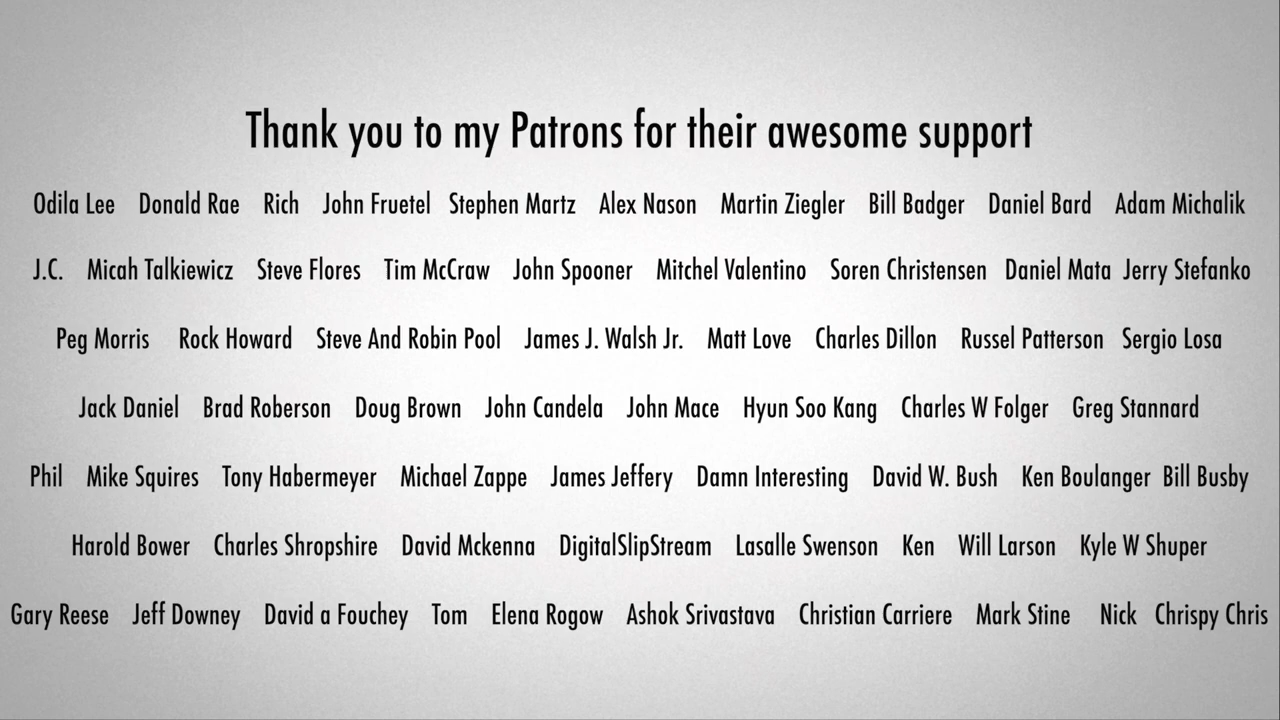 Thank you to my Patrons for their awesome support
Odila Lee Donald Rae Rich John Fruetel Stephen Martz Alex Nason Martin Ziegler Bill Badger Daniel Bard Adam Michalik
J.C. Micah Talkiewicz Steve Flores Tim McCraw John Spooner Mitchel Valentino Soren Christensen Daniel Mata Jerry Stefanko
Peg Morris Rock Howard Steve And Robin Pool James J. Walsh Jr. Matt Love Charles Dillon Russel Patterson Sergio Losa
Jack Daniel Brad Roberson Doug Brown John Candela John Mace Hyun Soo Kang Charles W Folger Greg Stannard
Phil Mike Squires Tony Habermeyer Michael Zappe James Jeffery Damn Interesting David W. Bush Ken Boulanger Bill Busby
Harold Bower Charles Shropshire David Mckenna DigitalSlipStream Lasalle Swenson Ken Will Larson Kyle W Shuper
Gary Reese Jeff Downey David a Fouchey Tom Elena Rogow Ashok Srivastava Christian Carriere Mark Stine Nick Chrispy Chris